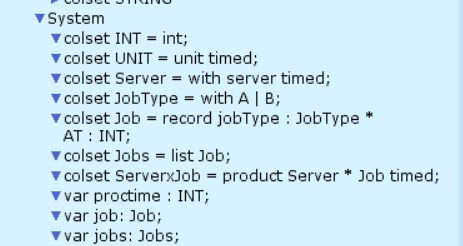 colset STRING
System
colset INT = int;
colset UNIT = unit timed;
colset Server = with server timed;
colset JobType = with A | B;
colset Job = record jobType : JobType *
AT : INT;
colset Jobs = list Job;
colset ServerxJob = product Server * Job timed;
var proctime : INT;
var job: Job;
var jobs: Jobs;